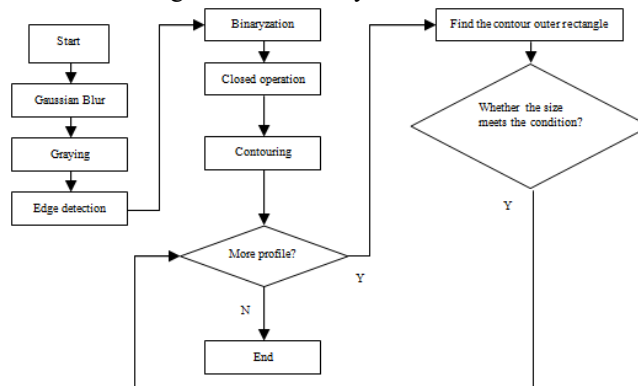 Start
Gaussian Blur
Graying
Edge detection
Binaryzation
Closed operation
Contouring
More profile?
Y
N
End
Find the contour outer rectangle
Whether the size
meets the condition?
Y